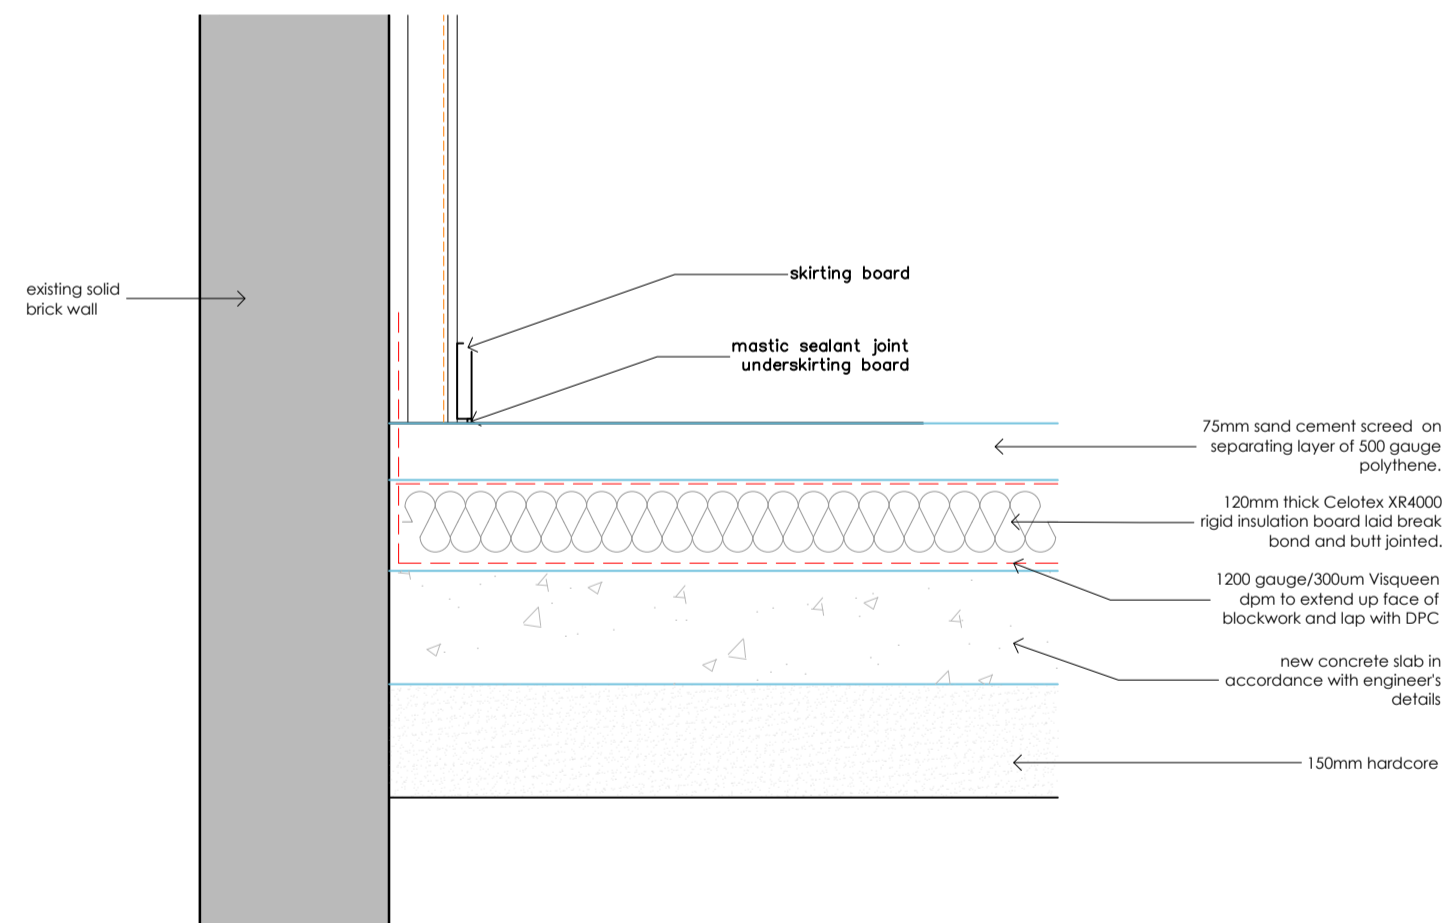 skirting board
existing solid
brick wall
mastic sealant joint
underskirting board
75mm sand cement screed on
separating layer of 500 gauge
polythene.
120mm thick Celotex XR4000
rigid insulation board laid break
bond and butt jointed.
1200 gauge/300um Visqueen
dpm to extend up face of
blockwork and lap with DPC
new concrete slab in
accordance with engineer's
details
150mm hardcore